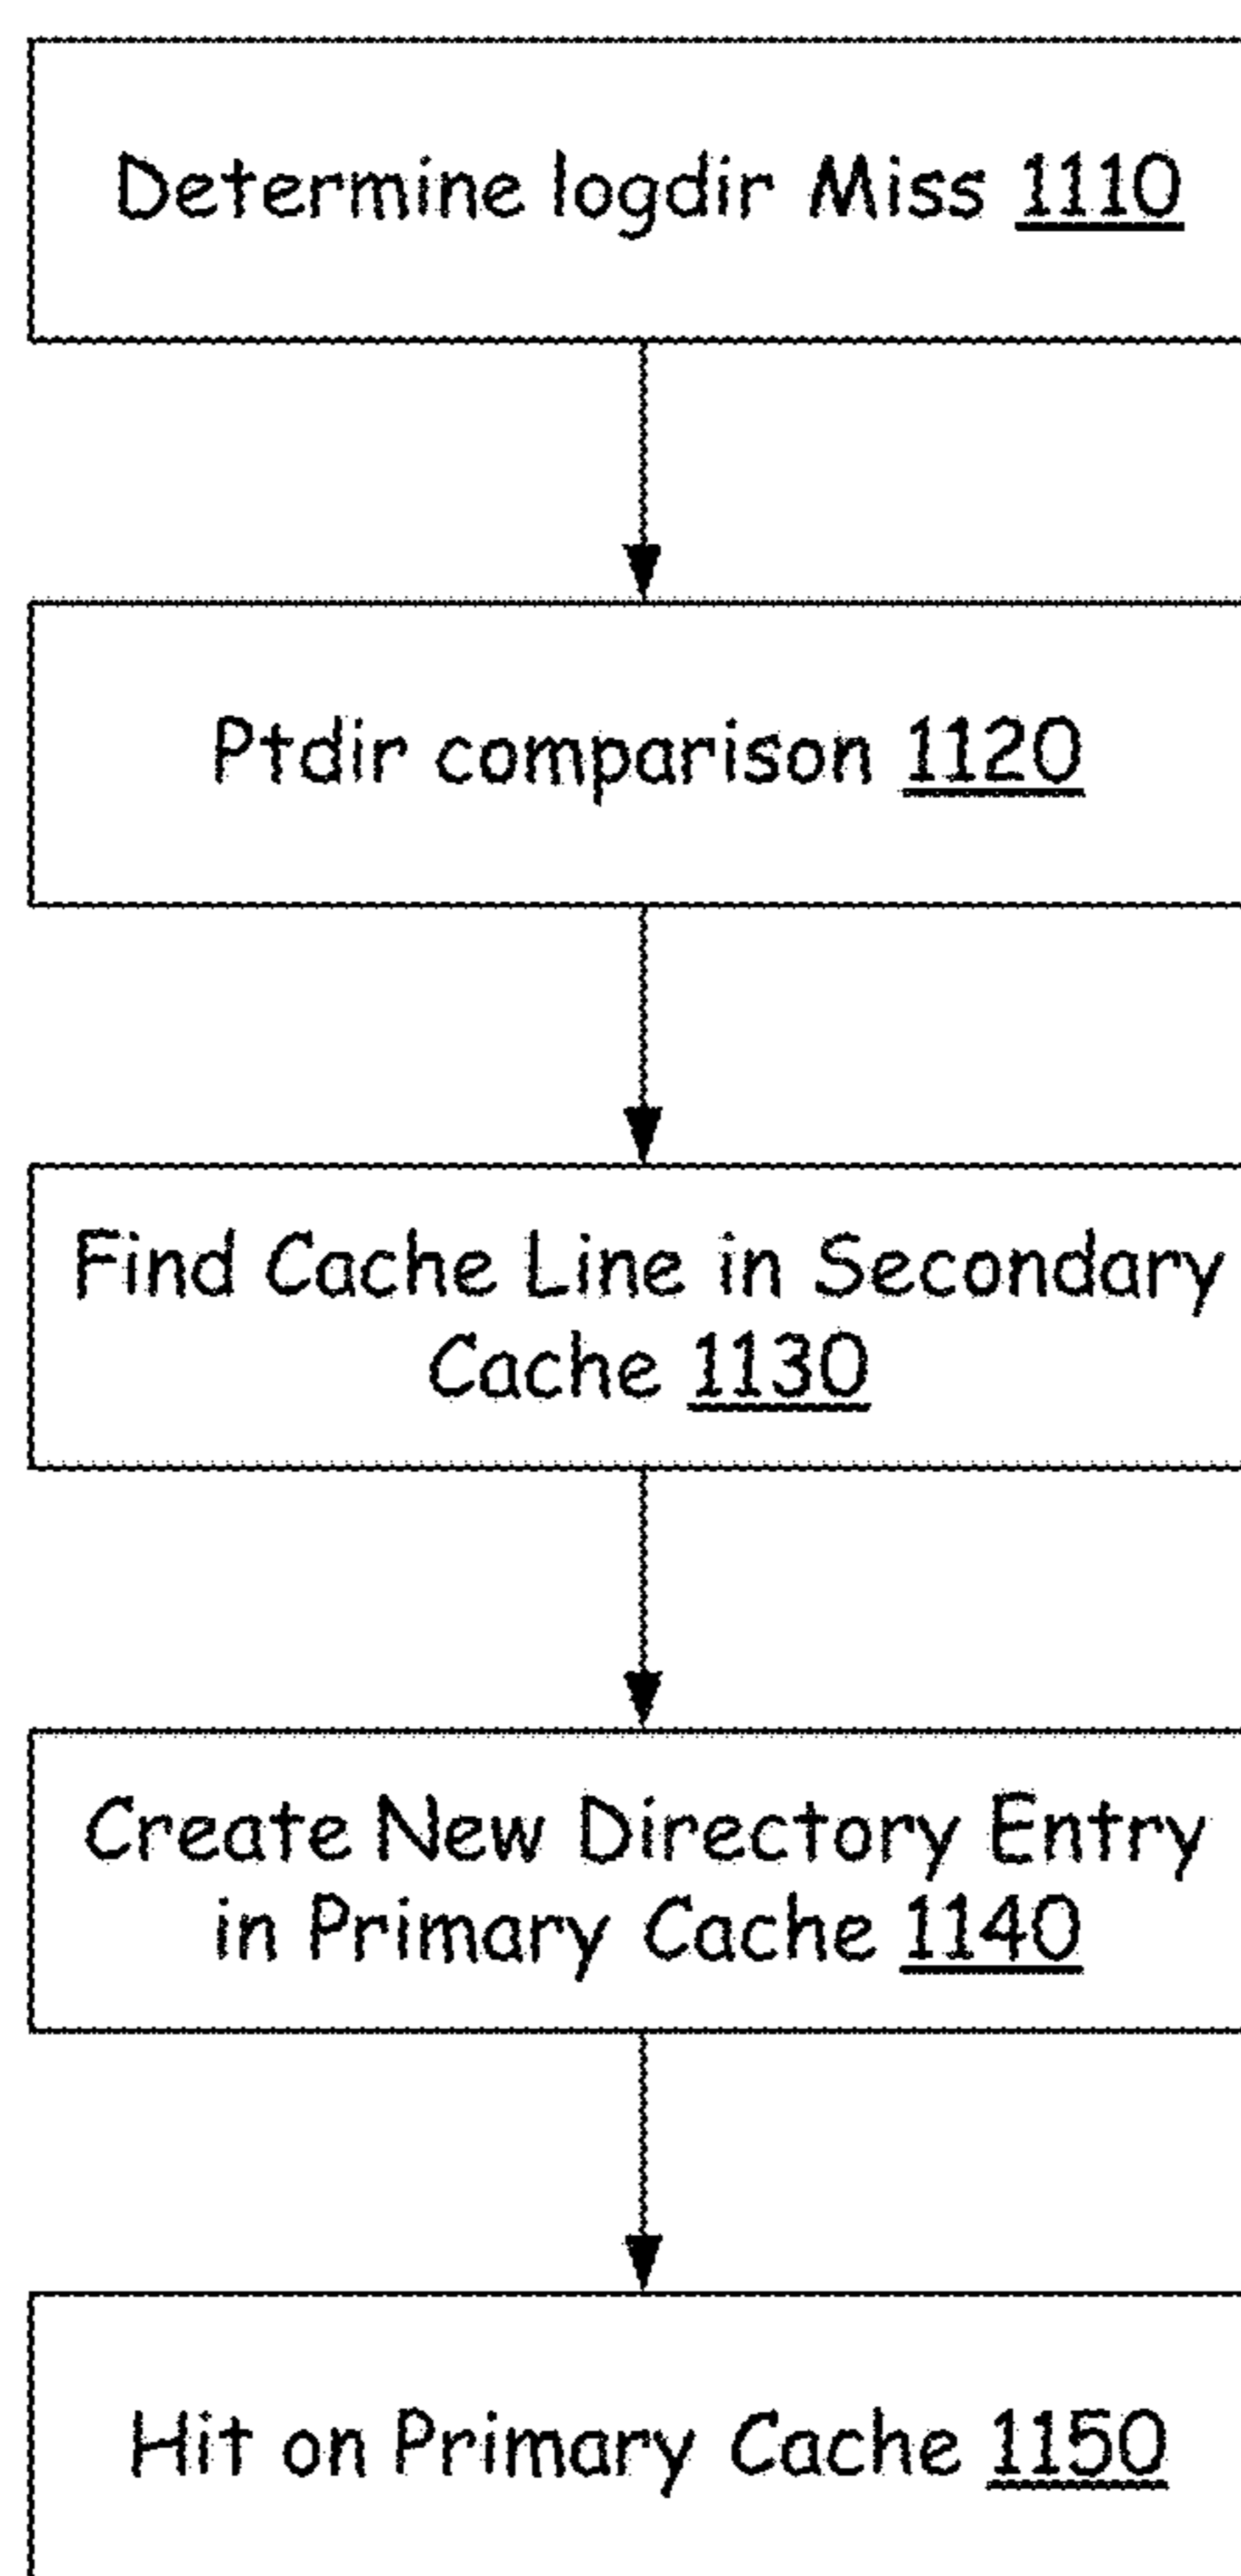 Determine logdir Miss 1110
Ptdir comparison 1120
Find Cache Line in Secondary
Cache 1130
Create New Directory Entry
in Primary Cache 1140
Hit on Primary Cache 1150